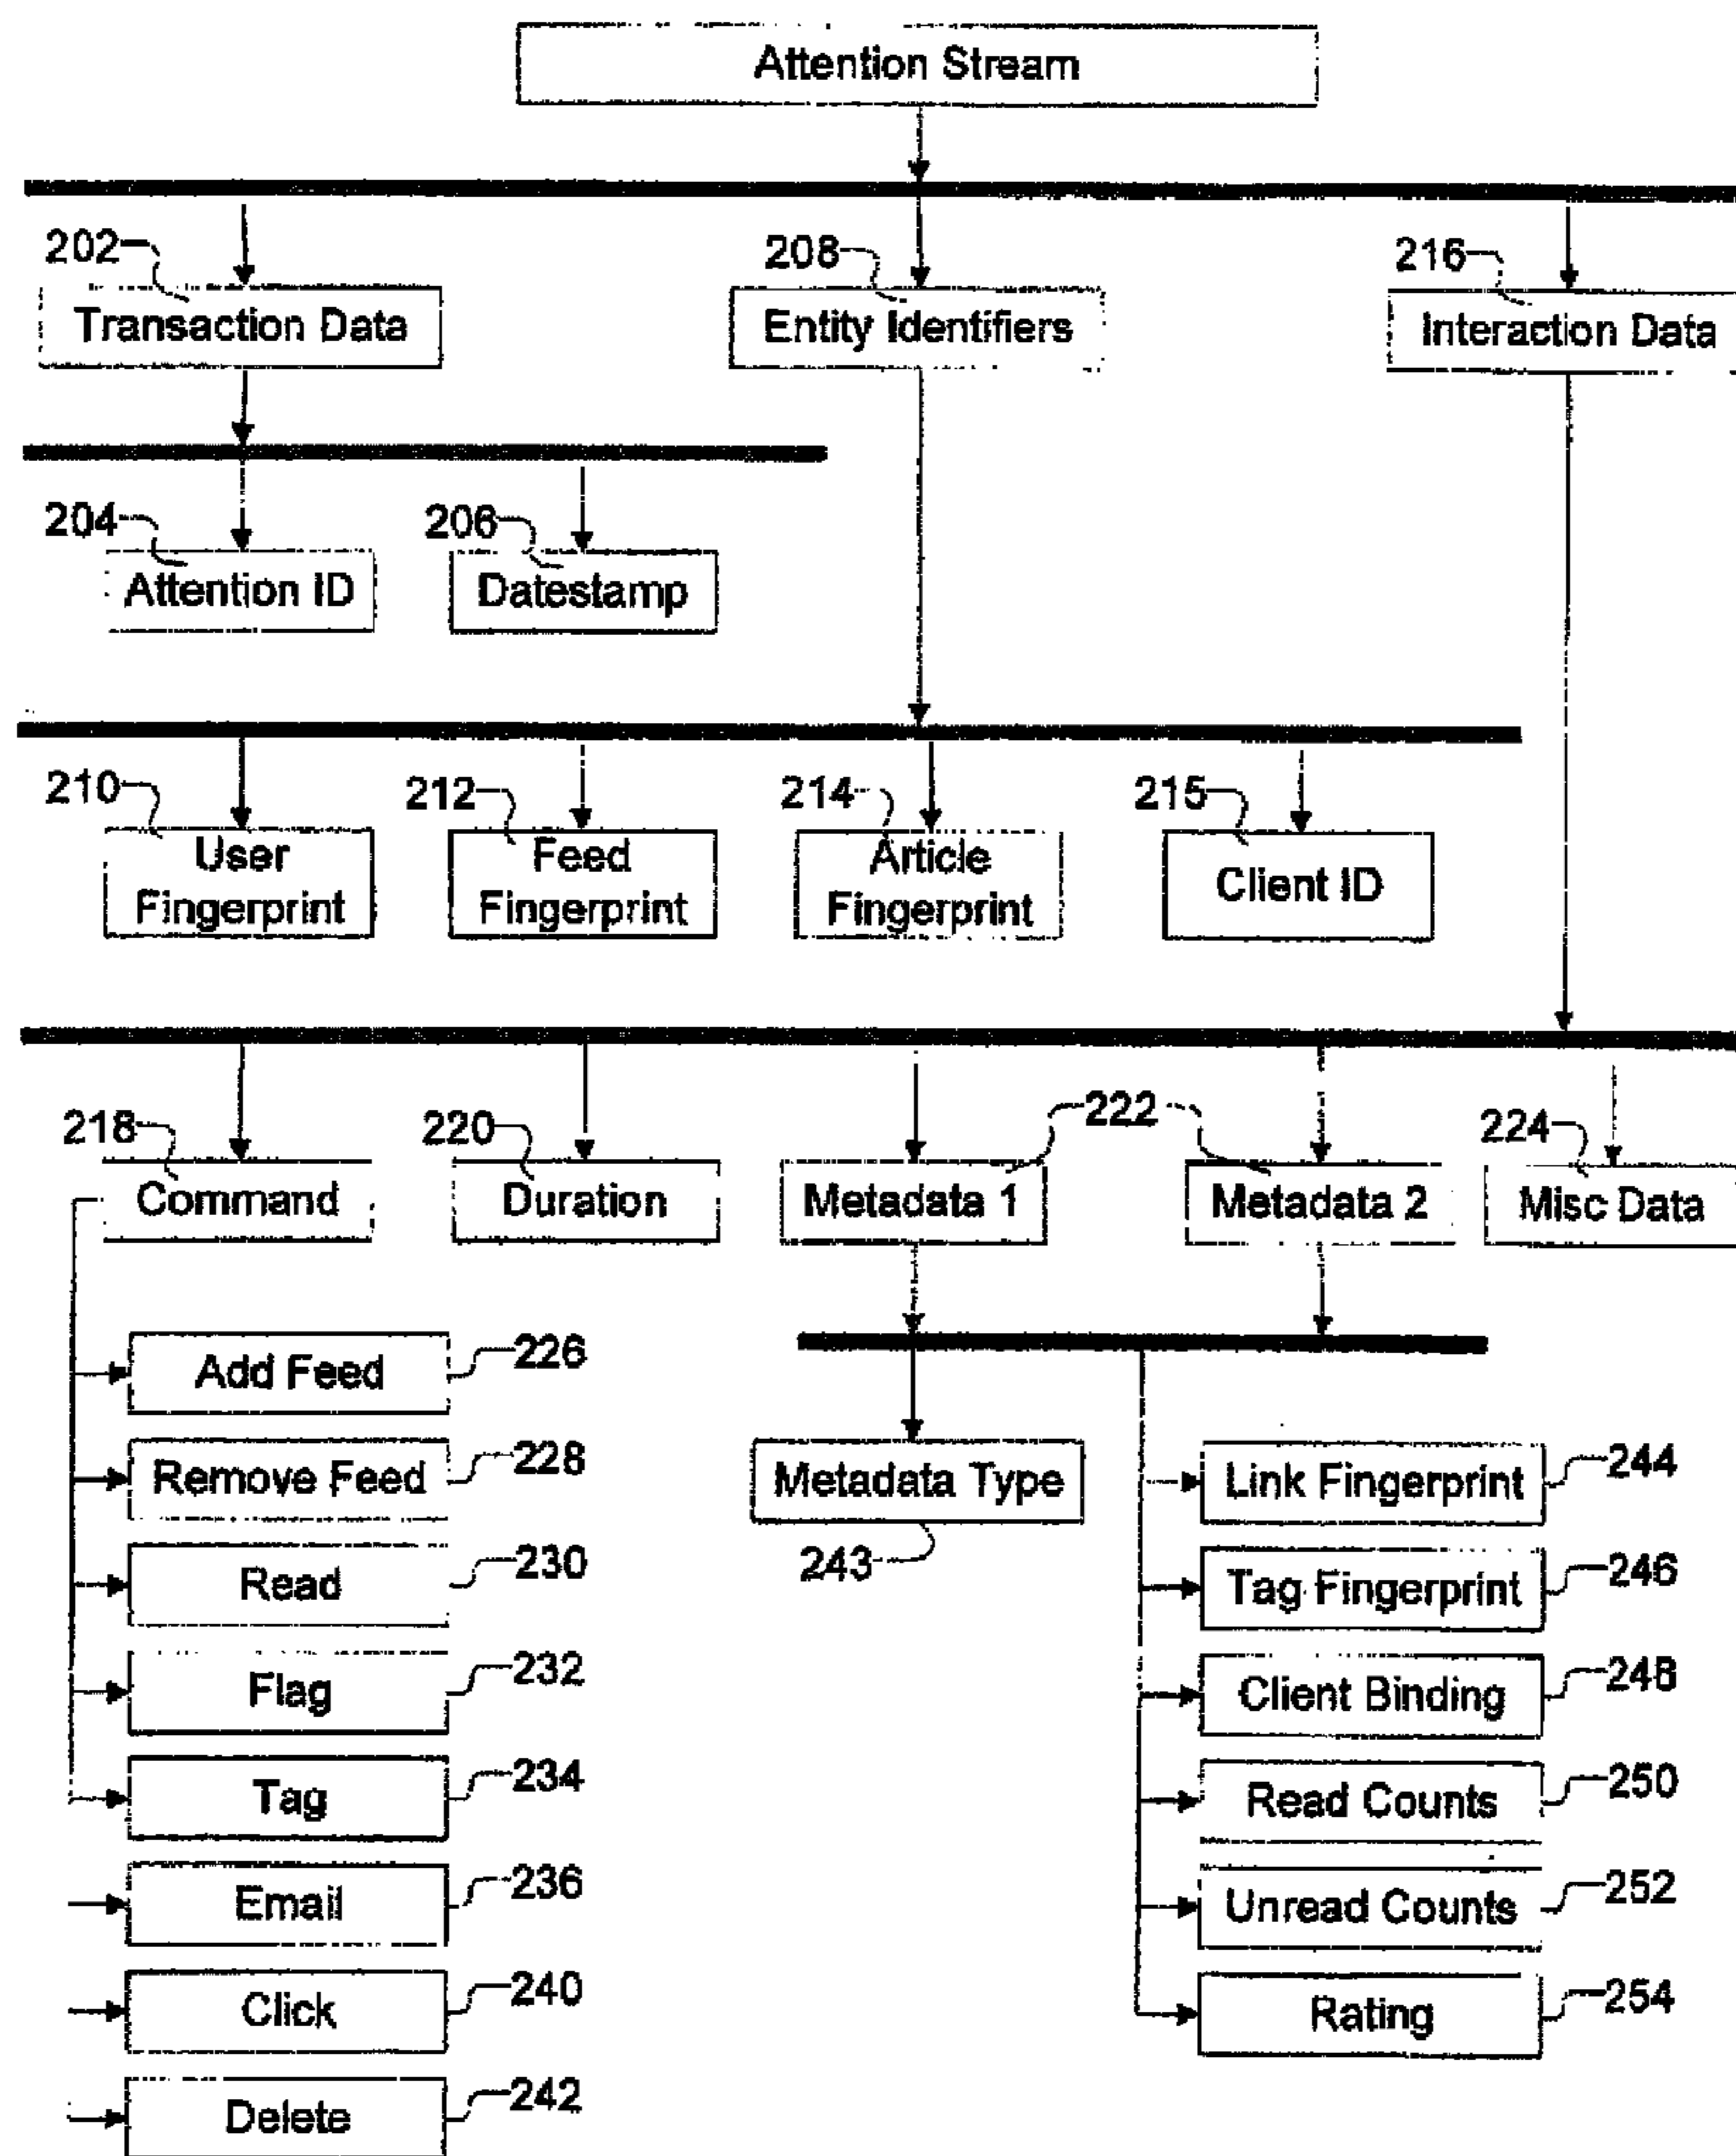 Attention Stream
202
208
216
Transaction Data
Entity Identifiers
Interaction Data
204
206
Attention ID
Datestamp
210
212
214
215
User
Fingerprint
Feed
Fingerprint
Article
Fingerprint
Client ID
218
220
222
224
Command
Duration
Metadata 1
Metadata 2
Misc Data
Add Feed
226
Remove Feed
228
Read
230
Flag
232
Tag
234
Email
236
Click
240
Delete
242
Metadata Type
243
Link Fingerprint
244
Tag Fingerprint
246
Client Binding
248
Read Counts
250
Unread Counts
252
Rating
254